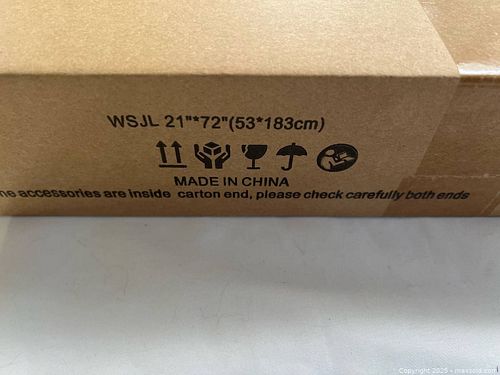 WSJL 21"*72"(53*183cm)
MADE IN CHINA
accessories are inside carton end, please check carefully both ends
Copyright 2025 - maxsold.com